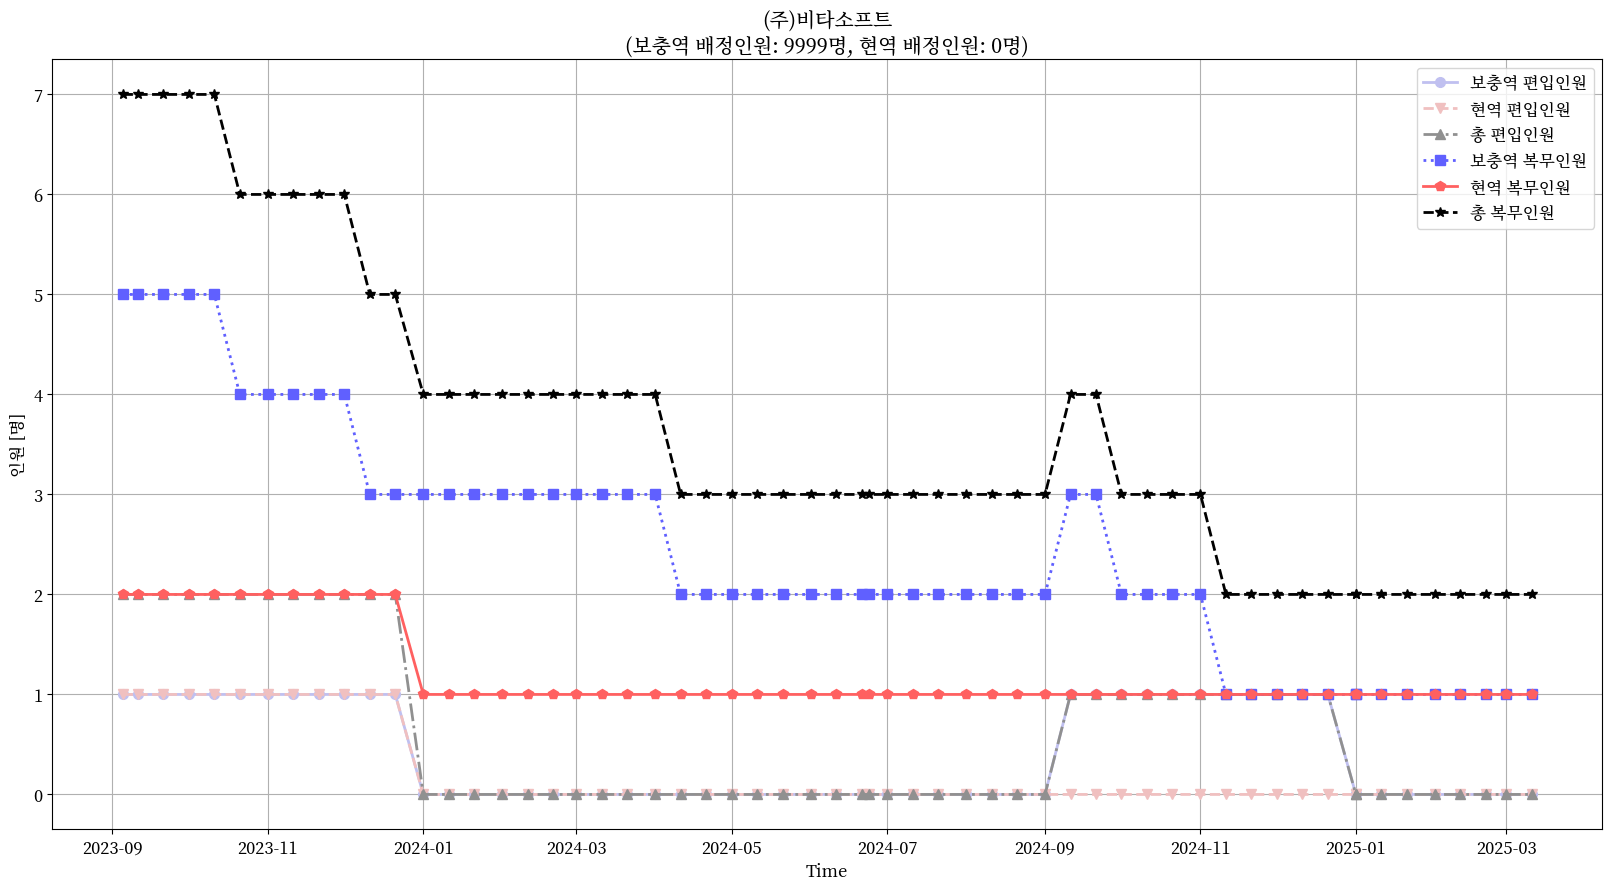 (주)비타소프트
(보충역 배정인원: 9999명, 현역 배정인원: 0명)
보충역 편입인원
현역 편입인원
총 편입인원
보충역 복무인원
현역 복무인원
총 복무인원
인원 [명]
7
6
5
4
3
2
1
0
2023-09
2023-11
2024-01
2024-03
2024-05
2024-07
2024-09
2024-11
2025-01
2025-03
Time